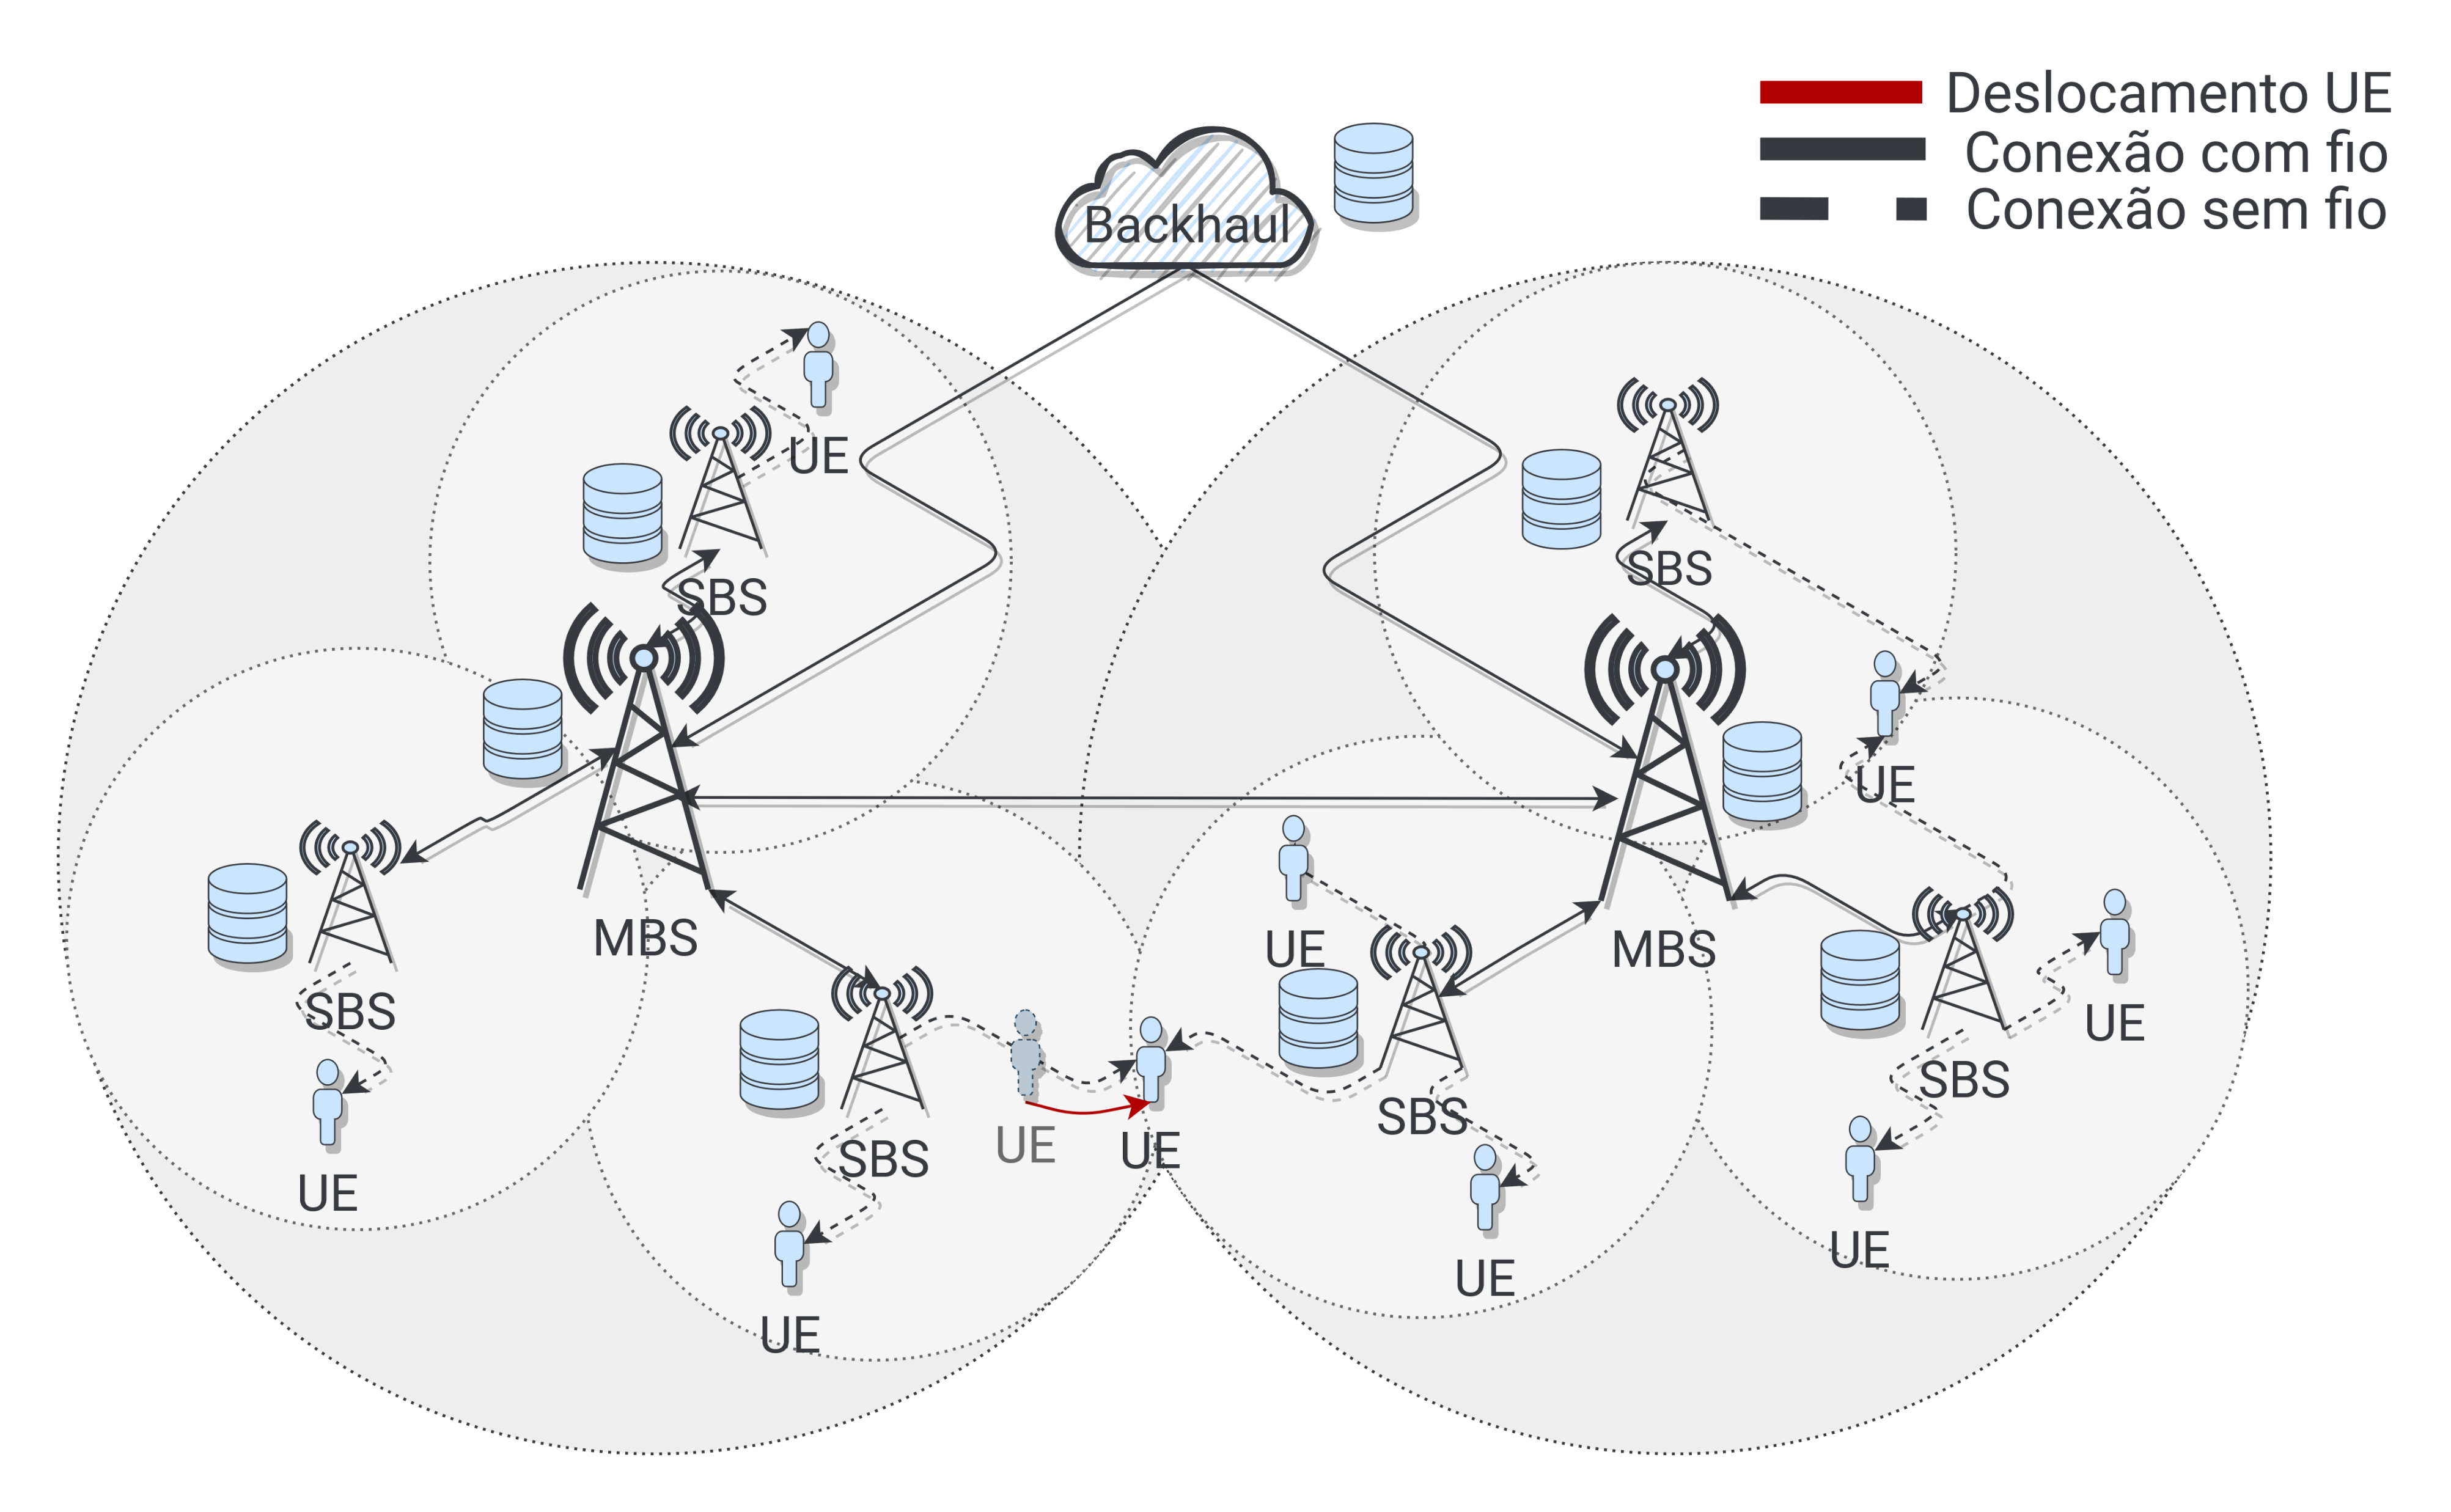 Deslocamento UE
Conexão com fio
Conexão sem fio
Backhaul
UE
SBS
SBS
UE
MBS
MBS
UE
SBS
UE
SBS
UE
SBS
SBS
UE
UE
UE
UE
UE
UE
SBS